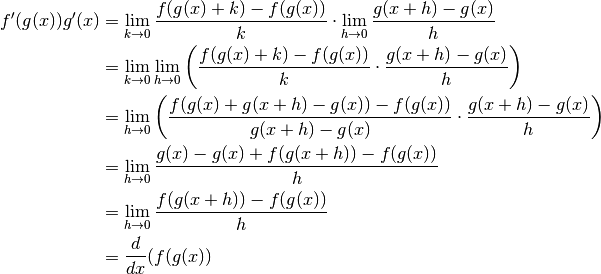 f'(g(x))g'(x) = \lim_{k \to 0} \frac{f(g(x) + k) - f(g(x))}{k} \cdot \lim_{h \to 0} \frac{g(x + h) - g(x)}{h}
= \lim_{k \to 0} \lim_{h \to 0} \left( \frac{f(g(x) + k) - f(g(x))}{k} \cdot \frac{g(x + h) - g(x)}{h} \right)
= \lim_{h \to 0} \left( \frac{f(g(x) + g(x + h) - g(x)) - f(g(x))}{g(x + h) - g(x)} \cdot \frac{g(x + h) - g(x)}{h} \right)
= \lim_{h \to 0} \frac{g(x) - g(x) + f(g(x + h)) - f(g(x))}{h}
= \lim_{h \to 0} \frac{f(g(x + h)) - f(g(x))}{h}
= \frac{d}{dx}(f(g(x))